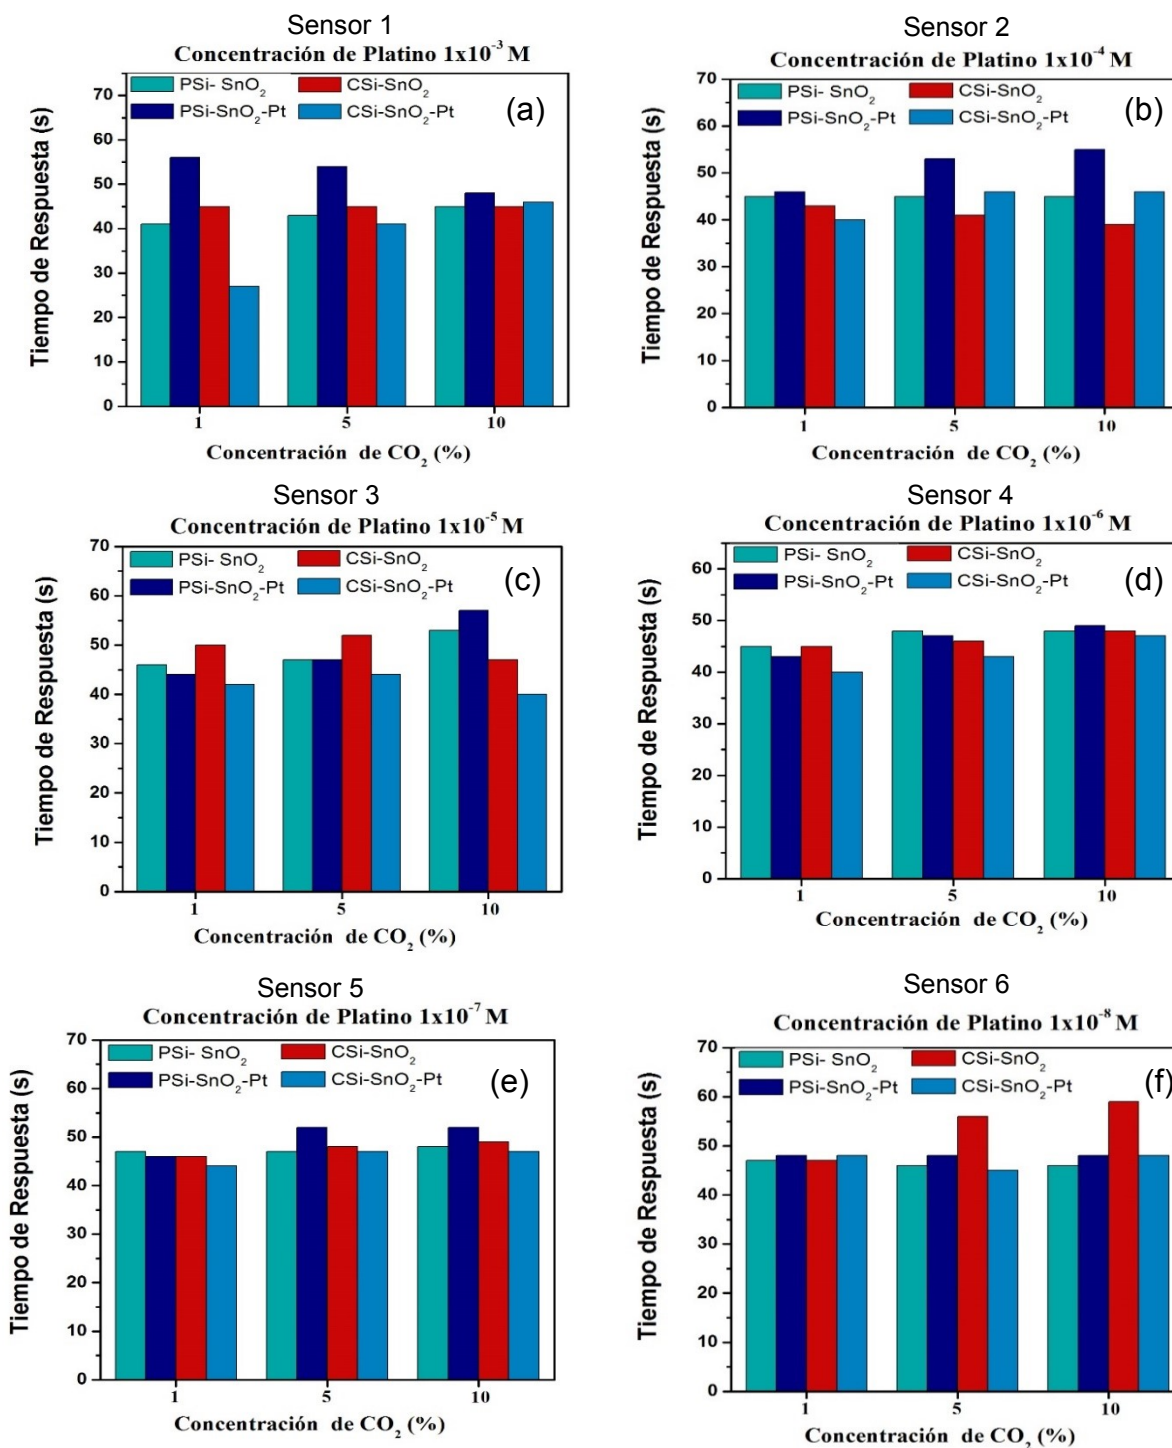 Sensor 1
Concentración de Platino 1x10⁻³ M
PSi- SnO₂ CSi-SnO₂
PSi-SnO₂-Pt CSi-SnO₂-Pt
(a)
Tiempo de Respuesta (s)
70
60
50
40
30
20
10
0
1 5 10
Concentración de CO₂ (%)
Sensor 2
Concentración de Platino 1x10⁻⁴ M
PSi- SnO₂ CSi-SnO₂
PSi-SnO₂-Pt CSi-SnO₂-Pt
(b)
Tiempo de Respuesta (s)
70
60
50
40
30
20
10
0
1 5 10
Concentración de CO₂ (%)
Sensor 3
Concentración de Platino 1x10⁻⁵ M
PSi- SnO₂ CSi-SnO₂
PSi-SnO₂-Pt CSi-SnO₂-Pt
(c)
Tiempo de Respuesta (s)
70
60
50
40
30
20
10
0
1 5 10
Concentración de CO₂ (%)
Sensor 4
Concentración de Platino 1x10⁻⁶ M
PSi- SnO₂ CSi-SnO₂
PSi-SnO₂-Pt CSi-SnO₂-Pt
(d)
Tiempo de Respuesta (s)
60
50
40
30
20
10
0
1 5 10
Concentración de CO₂ (%)
Sensor 5
Concentración de Platino 1x10⁻⁷ M
PSi- SnO₂ CSi-SnO₂
PSi-SnO₂-Pt CSi-SnO₂-Pt
(e)
Tiempo de Respuesta (s)
70
60
50
40
30
20
10
0
1 5 10
Concentración de CO₂ (%)
Sensor 6
Concentración de Platino 1x10⁻⁸ M
PSi- SnO₂ CSi-SnO₂
PSi-SnO₂-Pt CSi-SnO₂-Pt
(f)
Tiempo de Respuesta (s)
70
60
50
40
30
20
10
0
1 5 10
Concentración de CO₂ (%)